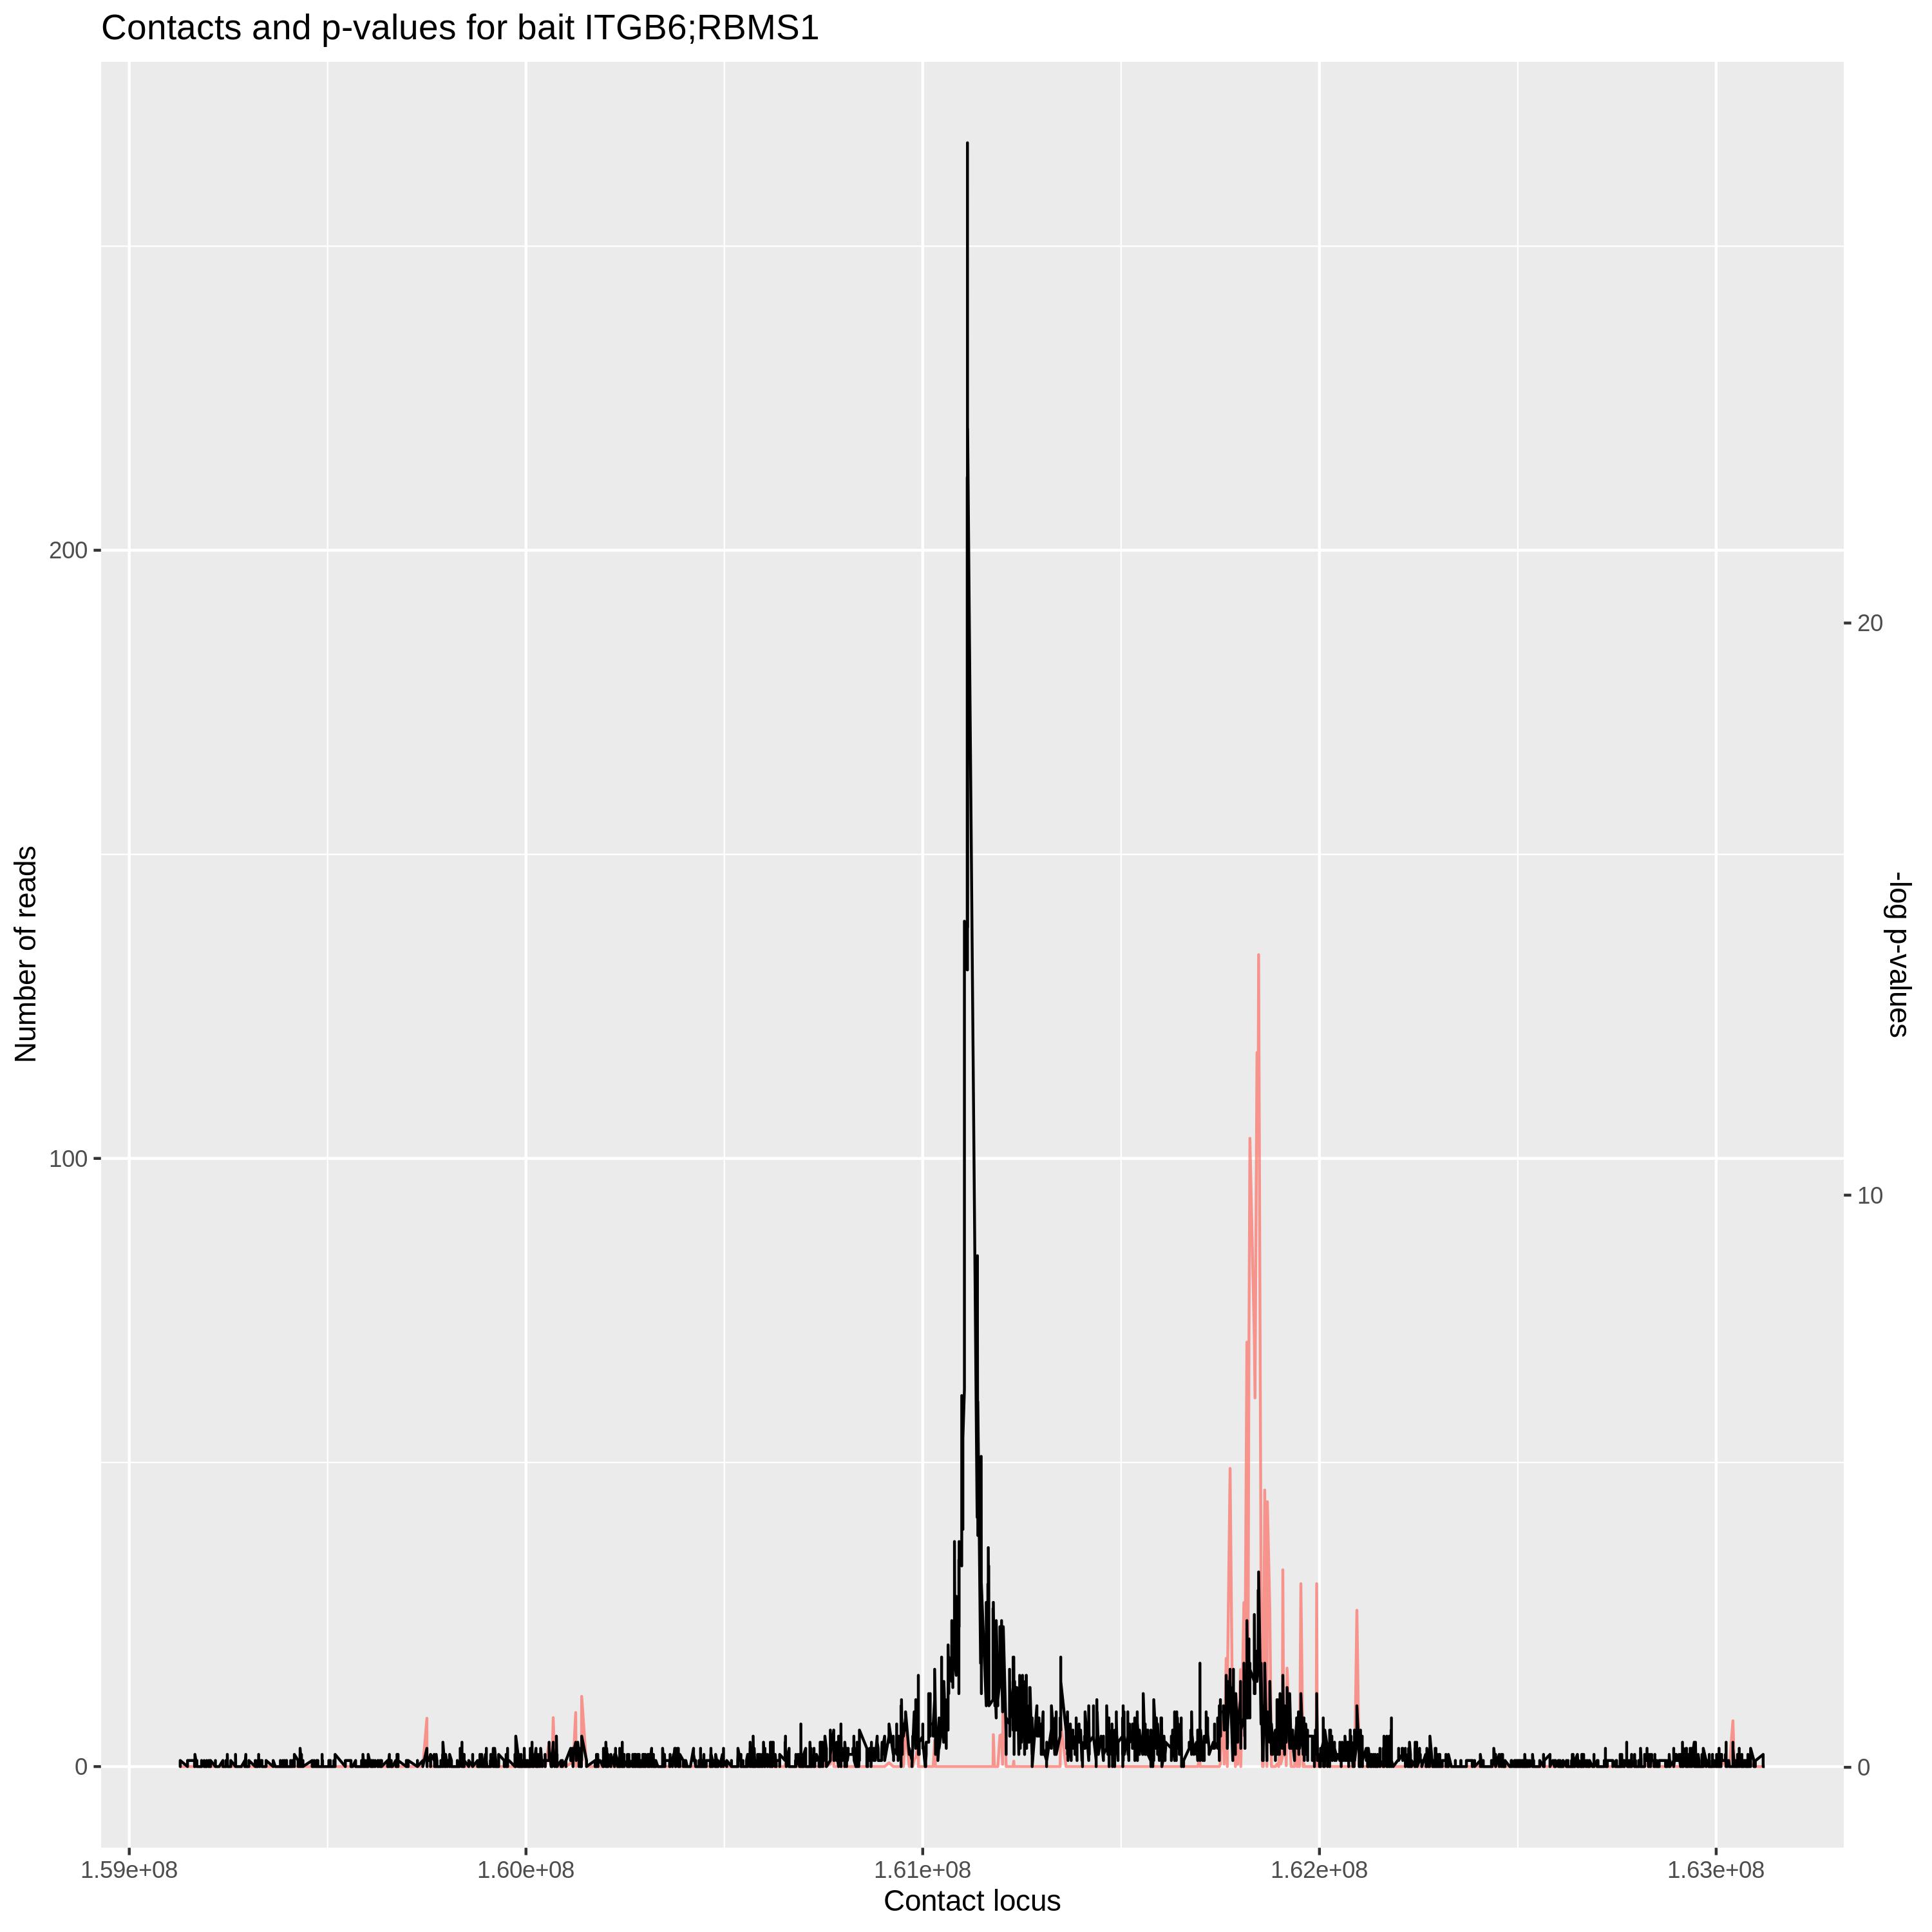 Contacts and p-values for bait ITGB6;RBMS1
200
100
0
Number of reads
20
10
0
-log p-values
1.59e+08
1.60e+08
1.61e+08
1.62e+08
1.63e+08
Contact locus